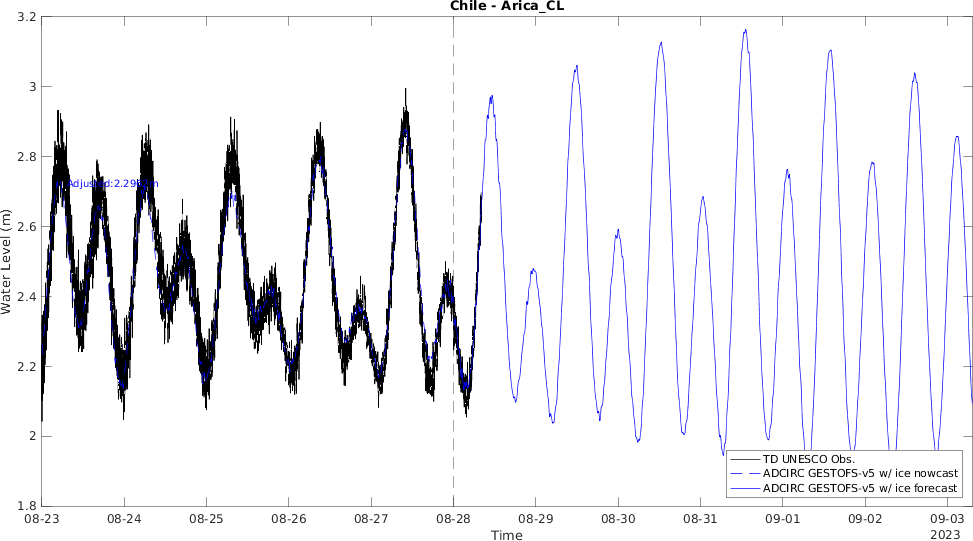 Chile - Arica_CL
3.2
3
2.8
2.6
2.4
2.2
2
1.8
Water Level (m)
TD UNESCO Obs.
ADCIRC GESTOFS-v5 w/ ice nowcast
ADCIRC GESTOFS-v5 w/ ice forecast
08-23 08-24 08-25 08-26 08-27 08-28 08-29 08-30 08-31 09-01 09-02 09-03
2023
Time